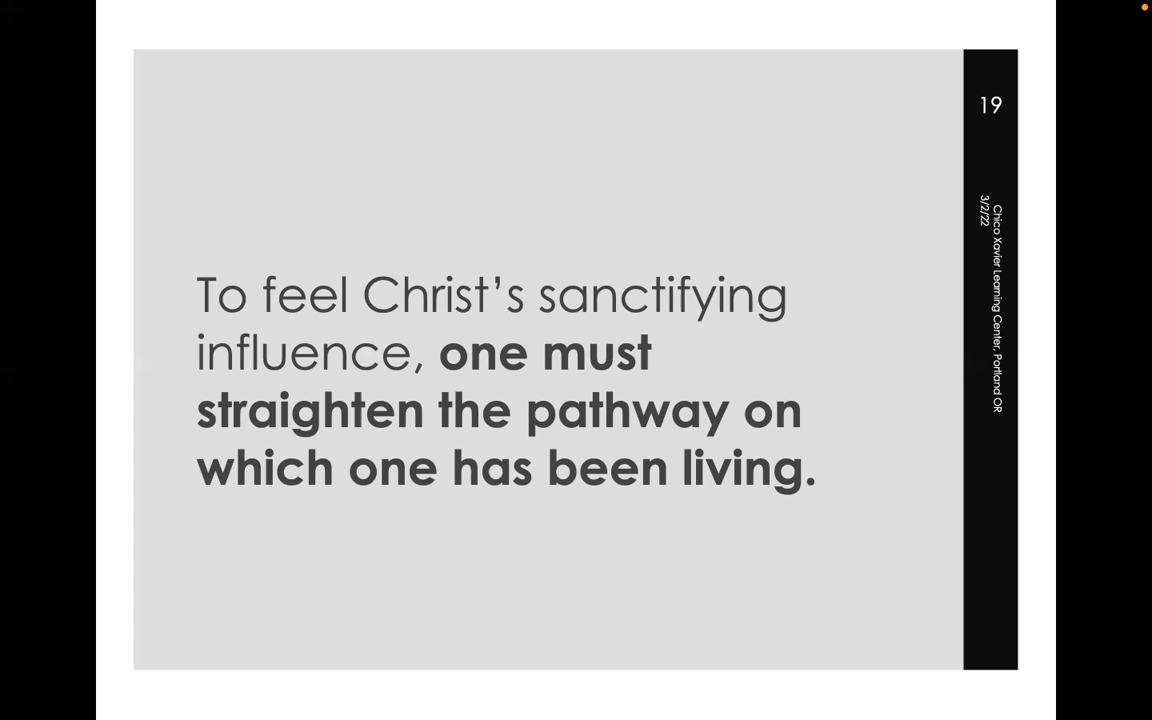 19
3/2/22
Chico Xavier Learning Center, Portland OR
To feel Christ’s sanctifying
influence, one must
straighten the pathway on
which one has been living.